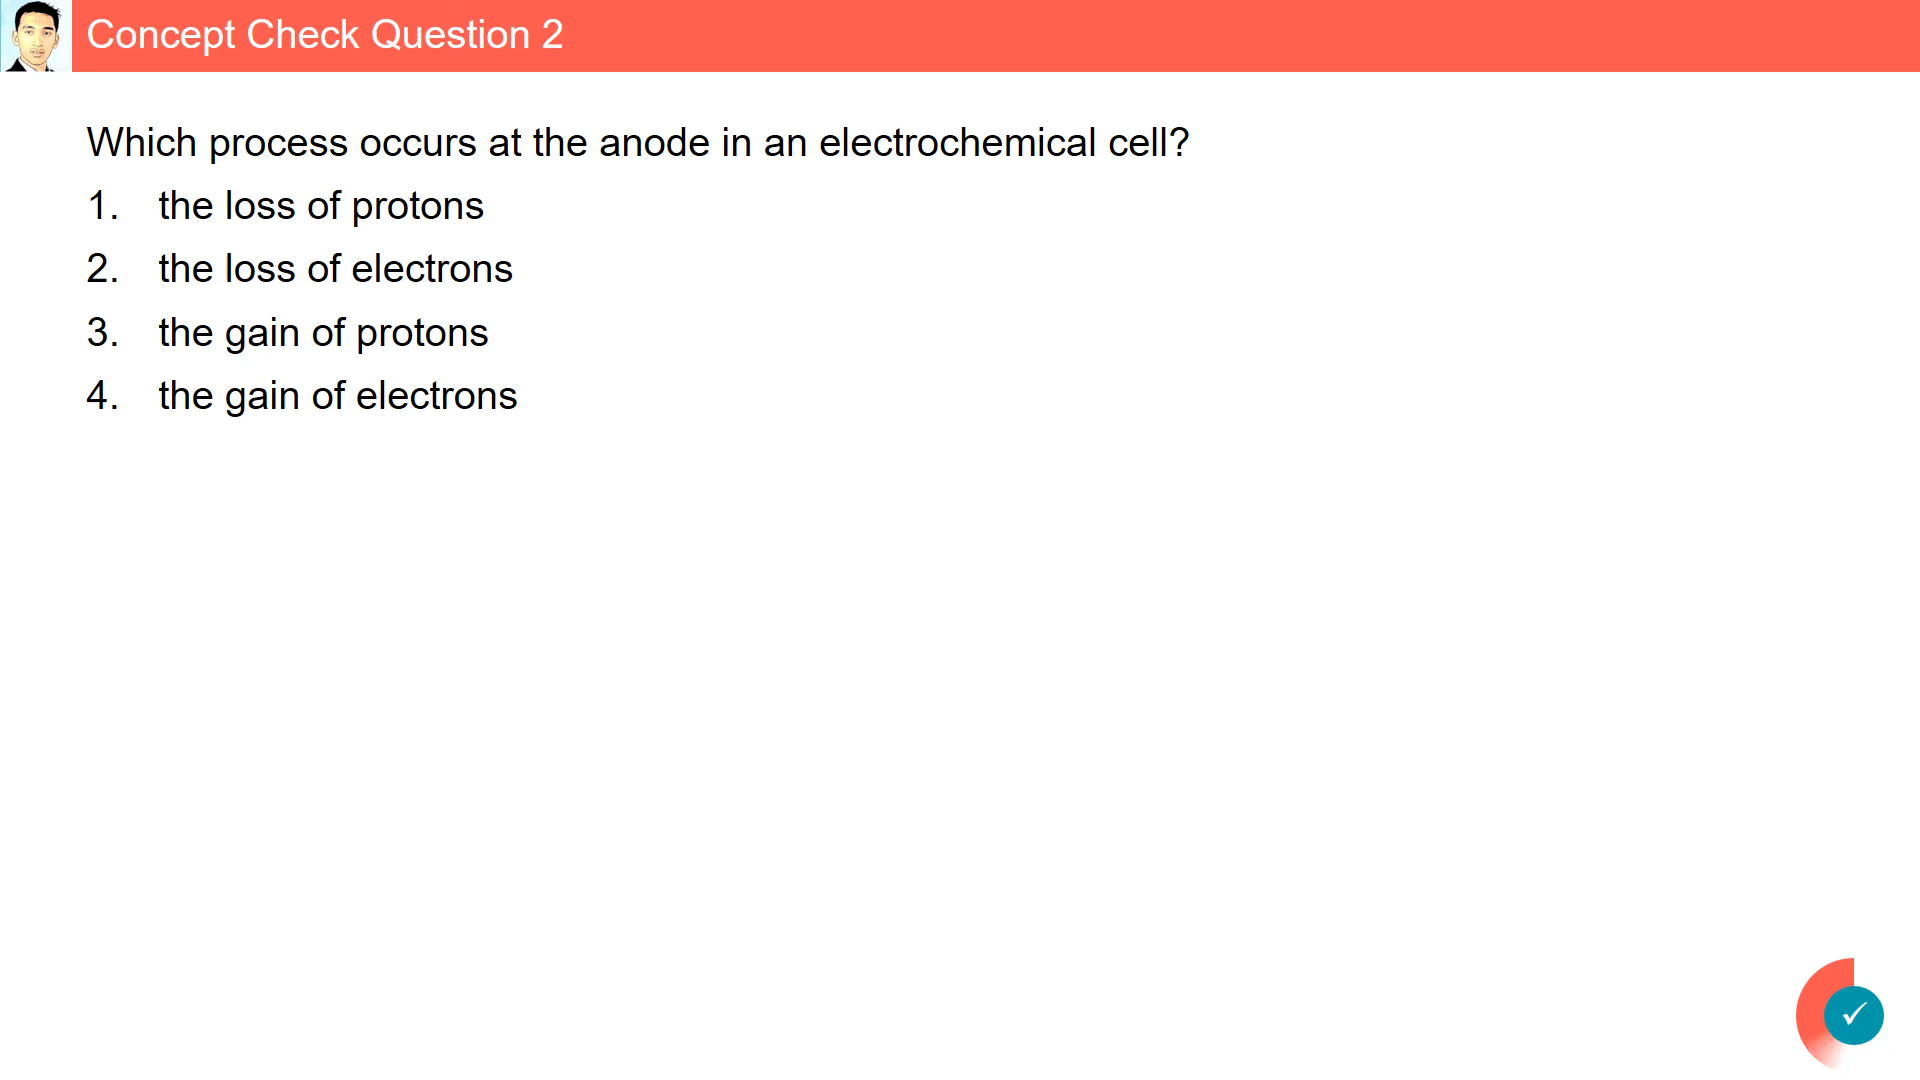 Concept Check Question 2
Which process occurs at the anode in an electrochemical cell?
1. the loss of protons
2. the loss of electrons
3. the gain of protons
4. the gain of electrons